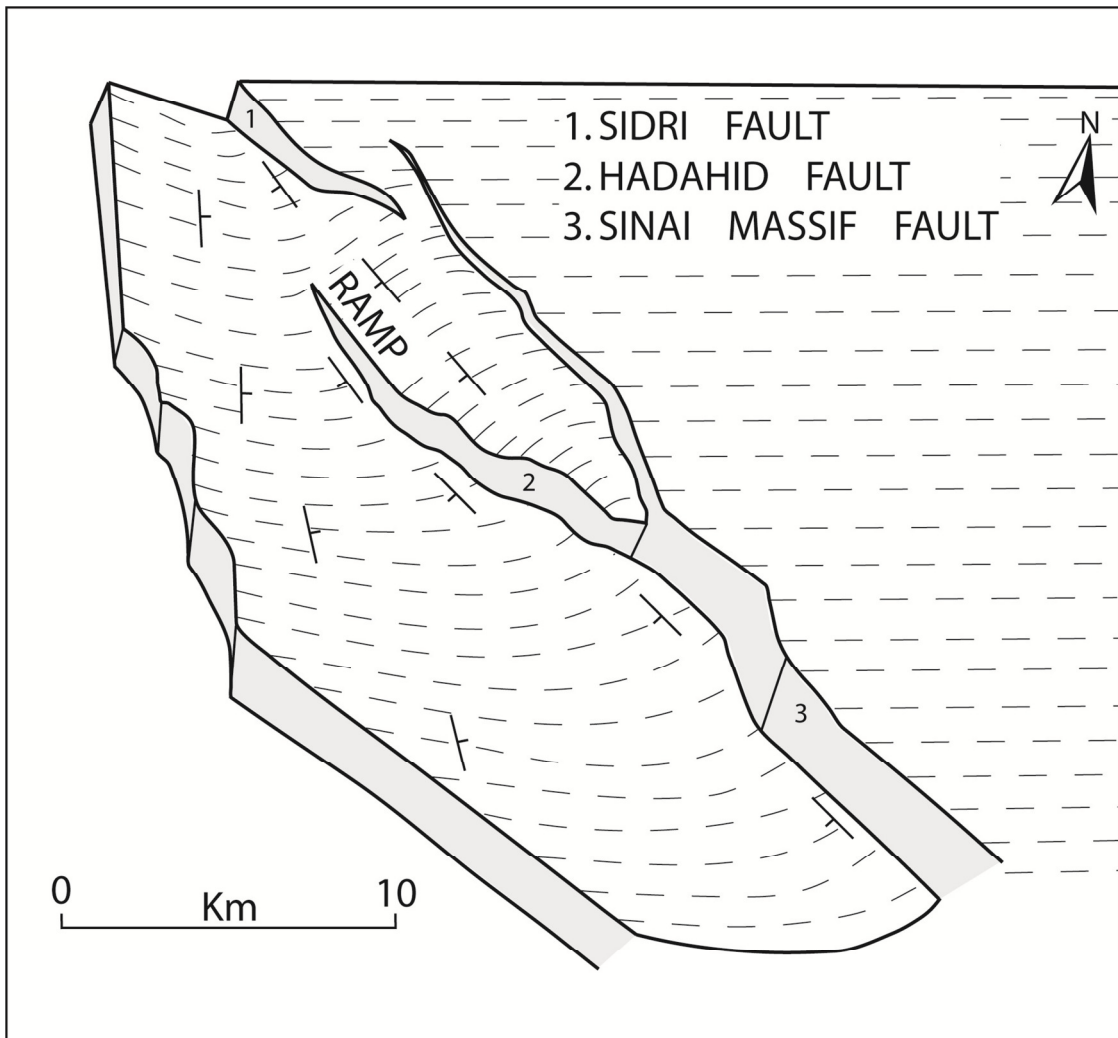 1
1. SIDRI FAULT
2. HADAHID FAULT
3. SINAI MASSIF FAULT
N
RAMP
2
3
0 10
Km